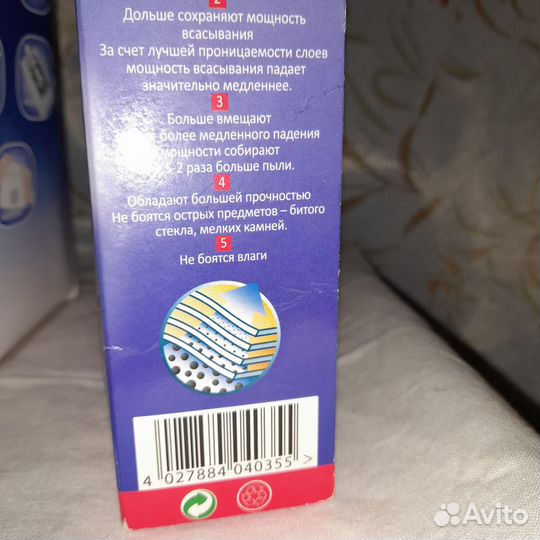 2
Дольше сохраняют мощность
всасывания
За счет лучшей проницаемости слоев
мощность всасывания падает
значительно медленнее.
3
Больше вмещают
более медленного падения
мощности собирают
2 раза больше пыли.
4
Обладают большей прочностью
Не боятся острых предметов – битого
стекла, мелких камней.
5
Не боятся влаги
4 027884 040355 >
Avito